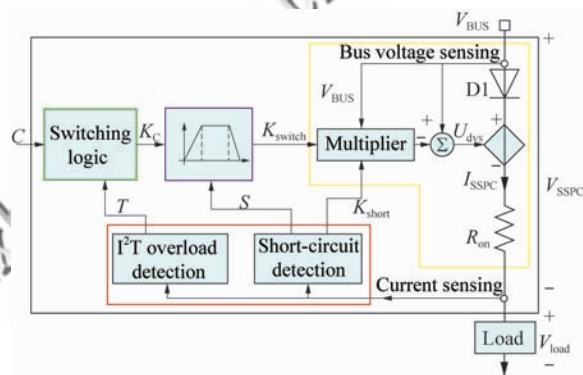 V_BUS
+
Bus voltage sensing
V_BUS
D1
+
+
C
Switching
logic
K_C
K_switch
Multiplier
−
Σ
U_dys
−
I_SSPC
V_SSPC
T
S
K_short
I²T overload
detection
Short-circuit
detection
R_on
Current sensing
−
+
Load
V_load
−